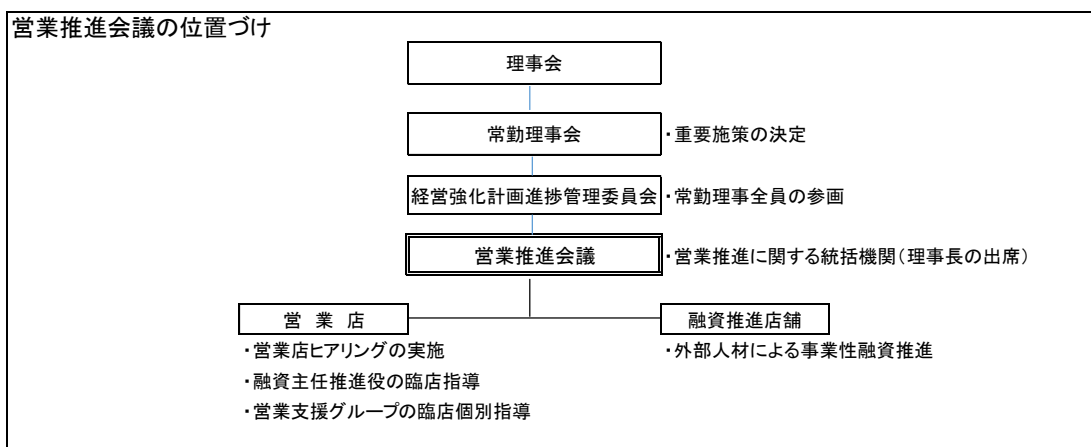 営業推進会議の位置づけ
理事会
常勤理事会
・重要施策の決定
経営強化計画進捗管理委員会
・常勤理事全員の参画
営業推進会議
・営業推進に関する統括機関(理事長の出席)
営 業 店
融資推進店舗
・営業店ヒアリングの実施
・外部人材による事業性融資推進
・融資主任推進役の臨店指導
・営業支援グループの臨店個別指導